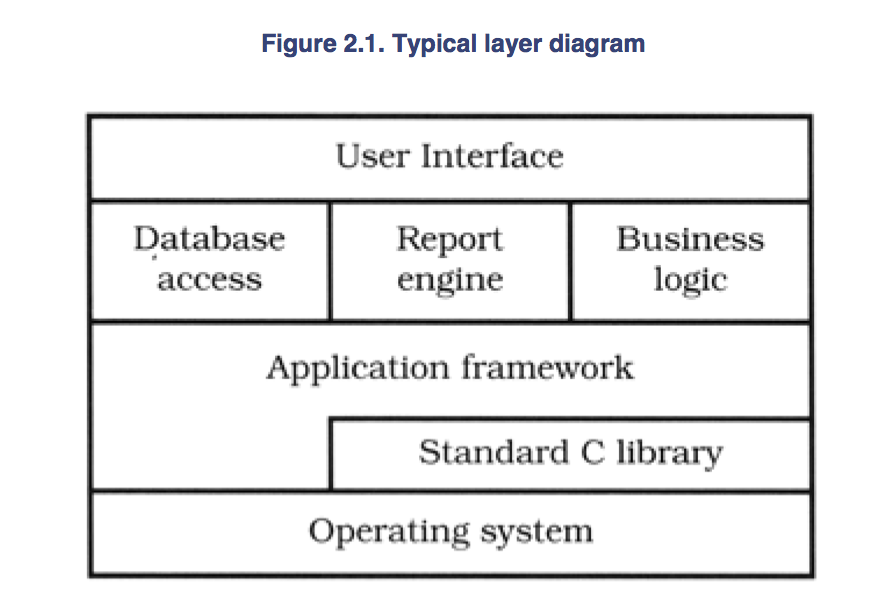 Figure 2.1. Typical layer diagram
User Interface
Database
access
Report
engine
Business
logic
Application framework
Standard C library
Operating system